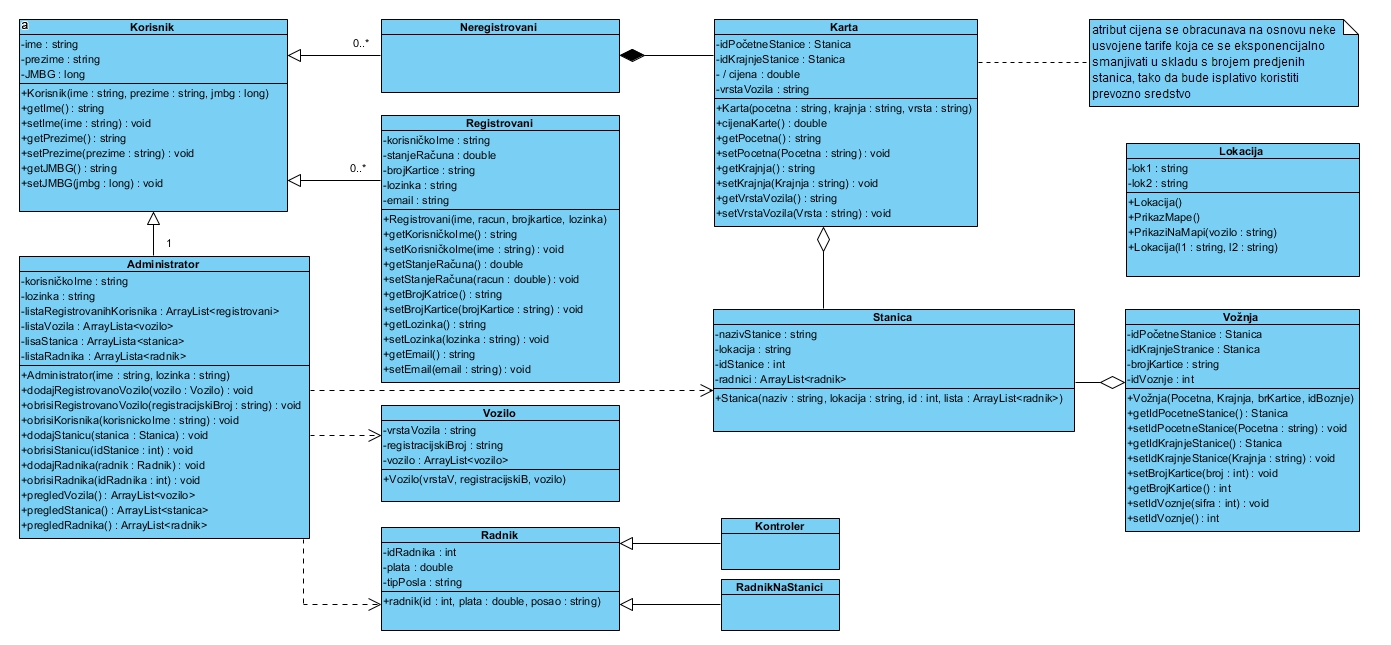 a
Korisnik
-ime : string
-prezime : string
-JMBG : long
+Korisnik(ime : string, prezime : string, jmbg : long)
+getIme() : string
+setIme(ime : string) : void
+getPrezime() : string
+setPrezime(prezime : string) : void
+getJMBG() : string
+setJMBG(jmbg : long) : void
0..*
0..*
1
Neregistrovani
Registrovani
-korisničkoIme : string
-stanjeRačuna : double
-brojKartice : string
-lozinka : string
-email : string
+Registrovani(ime, racun, brojkartice, lozinka)
+getKorisničkoIme() : string
+setKorisničkoIme(ime : string) : void
+getStanjeRačuna() : double
+setStanjeRačuna(racun : double) : void
+getBrojKatrice() : string
+setBrojKartice(brojKartice : string) : void
+getLozinka() : string
+setLozinka(lozinka : string) : void
+getEmail() : string
+setEmail(email : string) : void
Karta
-idPočetneStanice : Stanica
-idKrajnjeStanice : Stanica
- / cijena : double
-vrstaVozila : string
+Karta(pocetna : string, krajnja : string, vrsta : string)
+cijenaKarte() : double
+getPocetna() : string
+setPocetna(Pocetna : string) : void
+getKrajnja() : string
+setKrajnja(Krajnja : string) : void
+getVrstaVozila() : string
+setVrstaVozila(Vrsta : string) : void
atribut cijena se obracunava na osnovu neke
usvojene tarife koja ce se eksponencijalno
smanjivati u skladu s brojem predjenih
stanica, tako da bude isplativo koristiti
prevozno sredstvo
Lokacija
-lok1 : string
-lok2 : string
+Lokacija()
+PrikazMape()
+PrikaziNaMapi(vozilo : string)
+Lokacija(l1 : string, l2 : string)
Administrator
-korisničkoIme : string
-lozinka : string
-listaRegistrovanihKorisnika : ArrayList<registrovani>
-listaVozila : ArrayLista<vozilo>
-lisaStanica : ArrayLista<stanica>
-listaRadnika : ArrayLista<radnik>
+Administrator(ime : string, lozinka : string)
+dodajRegistrovanoVozilo(vozilo : Vozilo) : void
+obrisiRegistrovanoVozilo(registracijskiBroj : string) : void
+obrisiKorisnika(korisnickoIme : string) : void
+dodajStanicu(stanica : Stanica) : void
+obrisiStanicu(idStanice : int) : void
+dodajRadnika(radnik : Radnik) : void
+obrisiRadnika(idRadnika : int) : void
+pregledVozila() : ArrayList<vozilo>
+pregledStanica() : ArrayList<stanica>
+pregledRadnika() : ArrayList<radnik>
Stanica
-nazivStanice : string
-lokacija : string
-idStanice : int
-radnici : ArrayList<radnik>
+Stanica(naziv : string, lokacija : string, id : int, lista : ArrayList<radnik>)
Vožnja
-idPočetneStanice : Stanica
-idKrajnjeStranice : Stanica
-brojKartice : string
-idVoznje : int
+Vožnja(Pocetna, Krajnja, brKartice, idBoznje)
+getIdPocetneStanice() : Stanica
+setIdPocetneStanice(Pocetna : string) : void
+getIdKrajnjeStanice() : Stanica
+setIdKrajnjeStanice(Krajnja : string) : void
+setBrojKartice(broj : int) : void
+getBrojKartice() : int
+setIdVoznje(sifra : int) : void
+setIdVoznje() : int
Vozilo
-vrstaVozila : string
-registracijskiBroj : string
-vozilo : ArrayList<vozilo>
+Vozilo(vrstaV, registracijskiB, vozilo)
Radnik
-idRadnika : int
-plata : double
-tipPosla : string
+radnik(id : int, plata : double, posao : string)
Kontroler
RadnikNaStanici